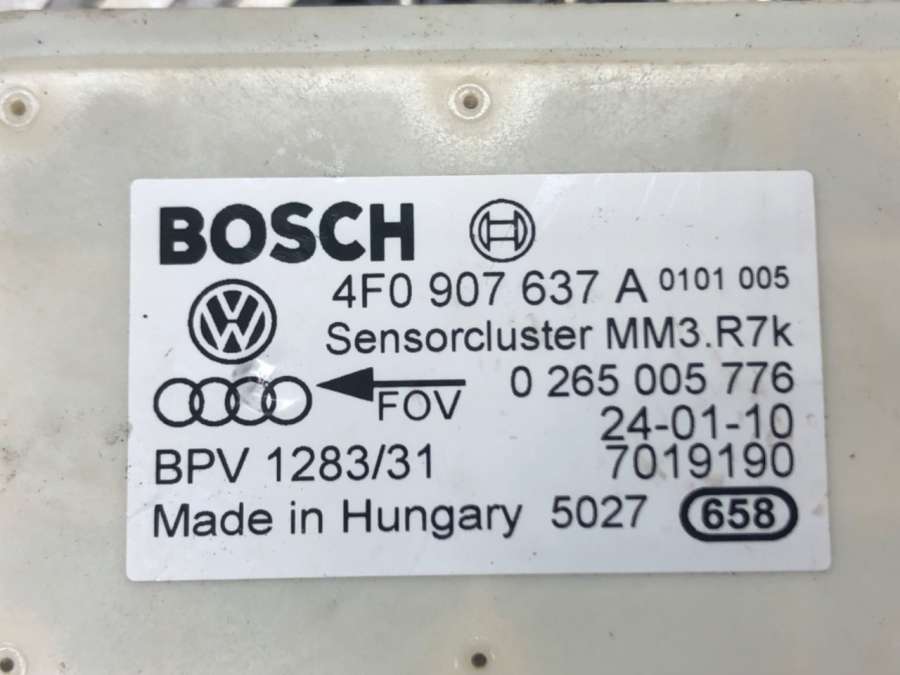 BOSCH
4F0 907 637 A 0101 005
Sensorcluster MM3.R7k
FOV 0 265 005 776
24-01-10
BPV 1283/31 7019190
Made in Hungary 5027 658